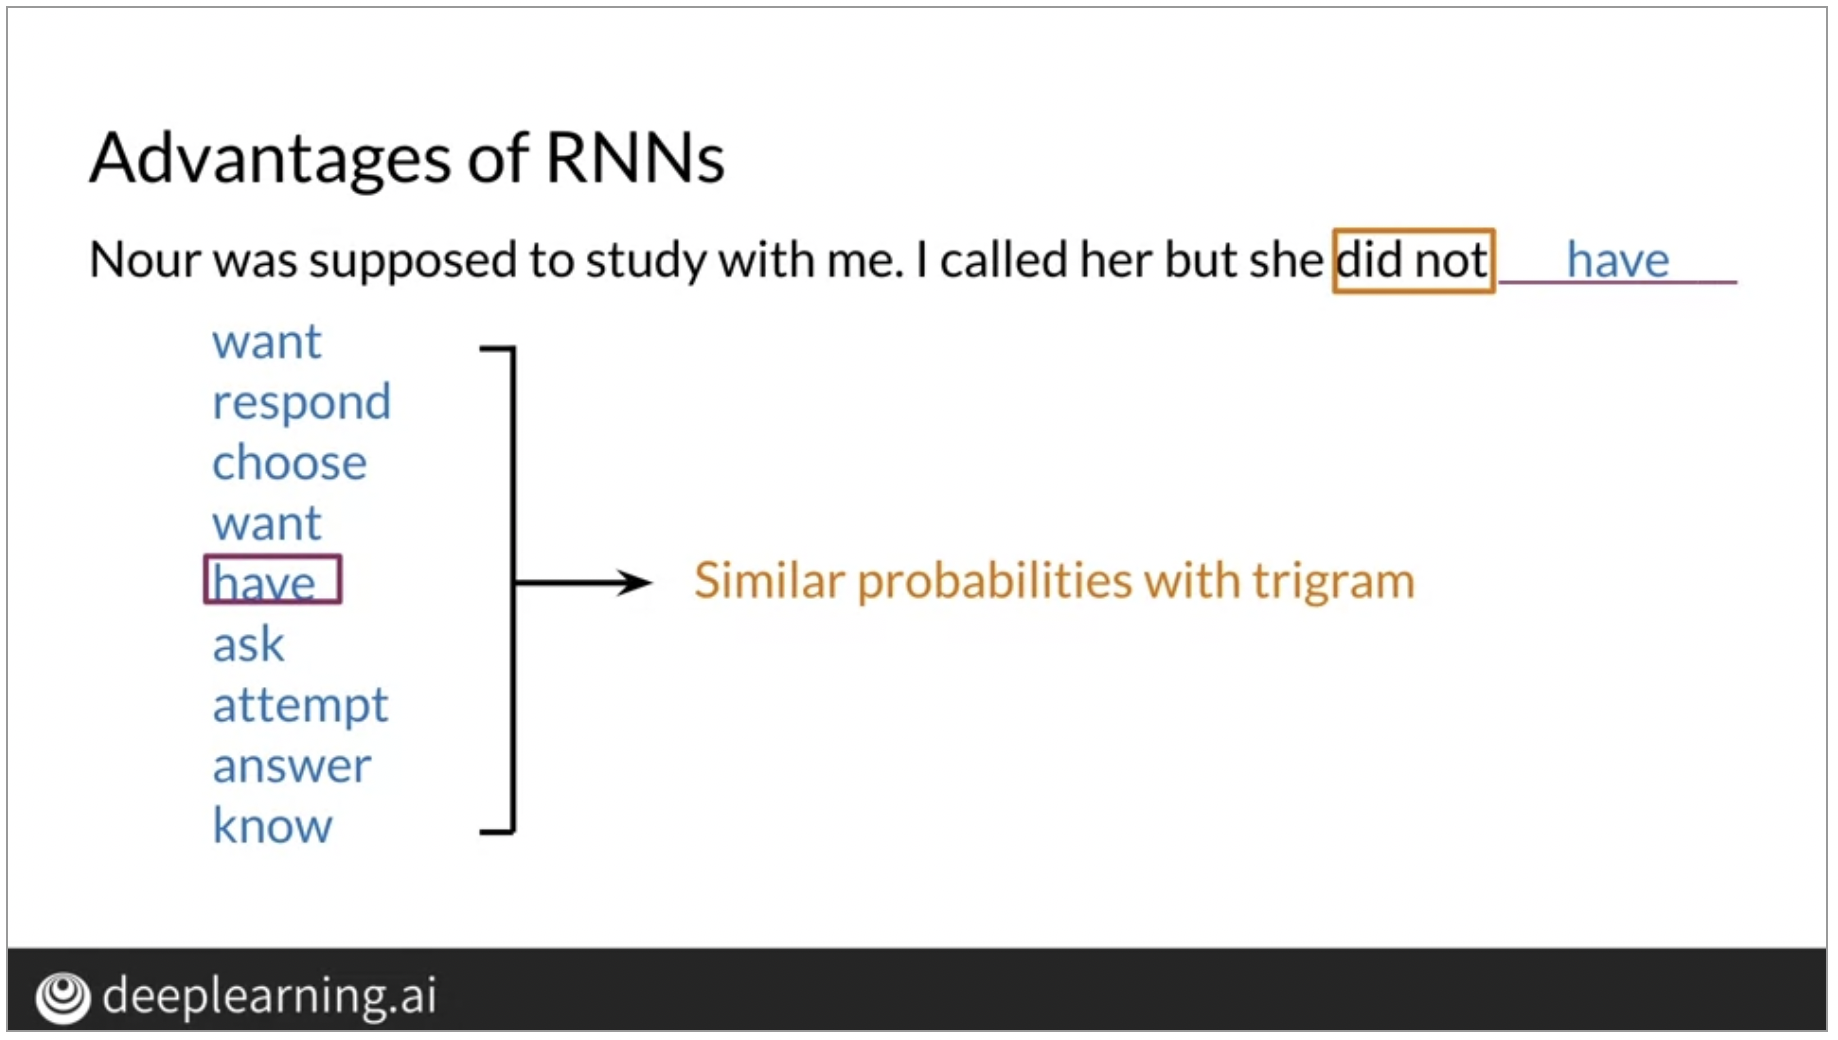 Advantages of RNNs
Nour was supposed to study with me. I called her but she did not have
want
respond
choose
want
have
ask
attempt
answer
know
Similar probabilities with trigram
deeplearning.ai